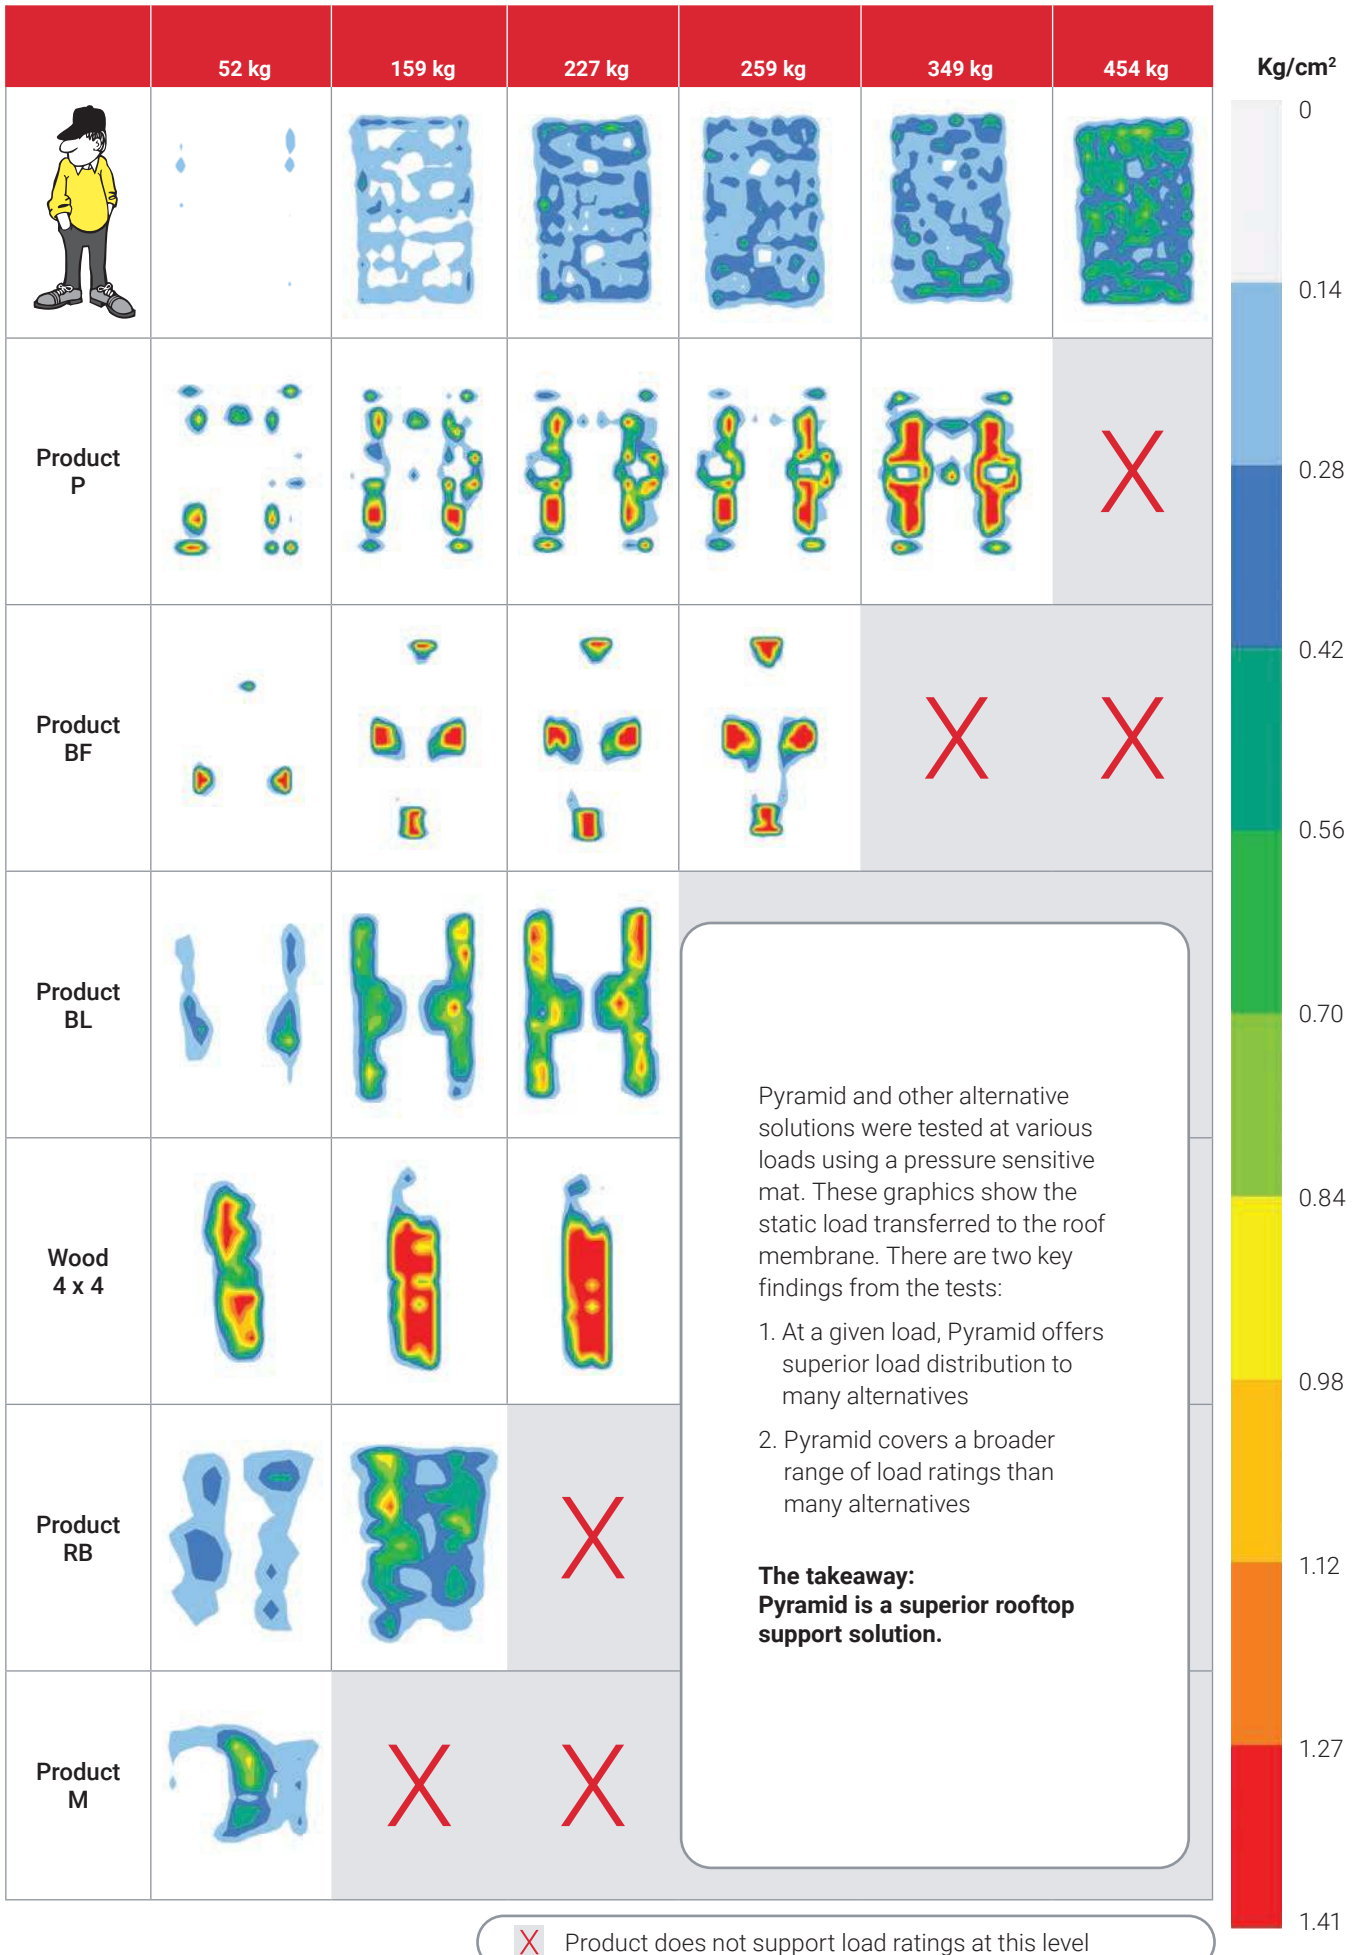 52 kg 159 kg 227 kg 259 kg 349 kg 454 kg
Kg/cm²
0
0.14
0.28
0.42
0.56
0.70
0.84
0.98
1.12
1.27
1.41
Product
P
X
Product
BF
X X
Product
BL
Wood
4 x 4
Product
RB
X
Product
M
X X
Pyramid and other alternative
solutions were tested at various
loads using a pressure sensitive
mat. These graphics show the
static load transferred to the roof
membrane. There are two key
findings from the tests:
1. At a given load, Pyramid offers
superior load distribution to
many alternatives
2. Pyramid covers a broader
range of load ratings than
many alternatives
The takeaway:
Pyramid is a superior rooftop
support solution.
X Product does not support load ratings at this level